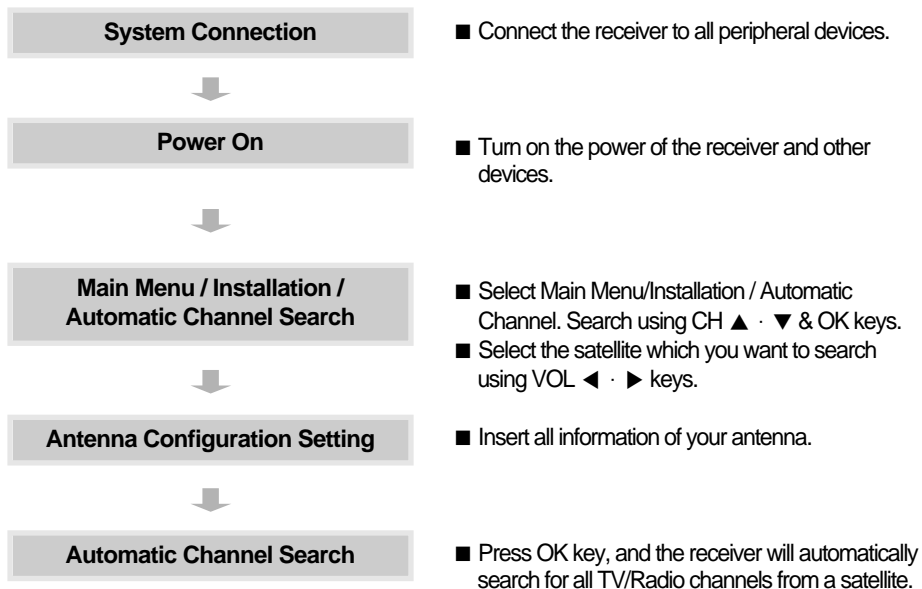 System Connection
■ Connect the receiver to all peripheral devices.
Power On
■ Turn on the power of the receiver and other
devices.
Main Menu / Installation /
Automatic Channel Search
■ Select Main Menu/Installation / Automatic
Channel. Search using CH ▲ · ▼ & OK keys.
■ Select the satellite which you want to search
using VOL ◀ · ▶ keys.
Antenna Configuration Setting
■ Insert all information of your antenna.
Automatic Channel Search
■ Press OK key, and the receiver will automatically
search for all TV/Radio channels from a satellite.